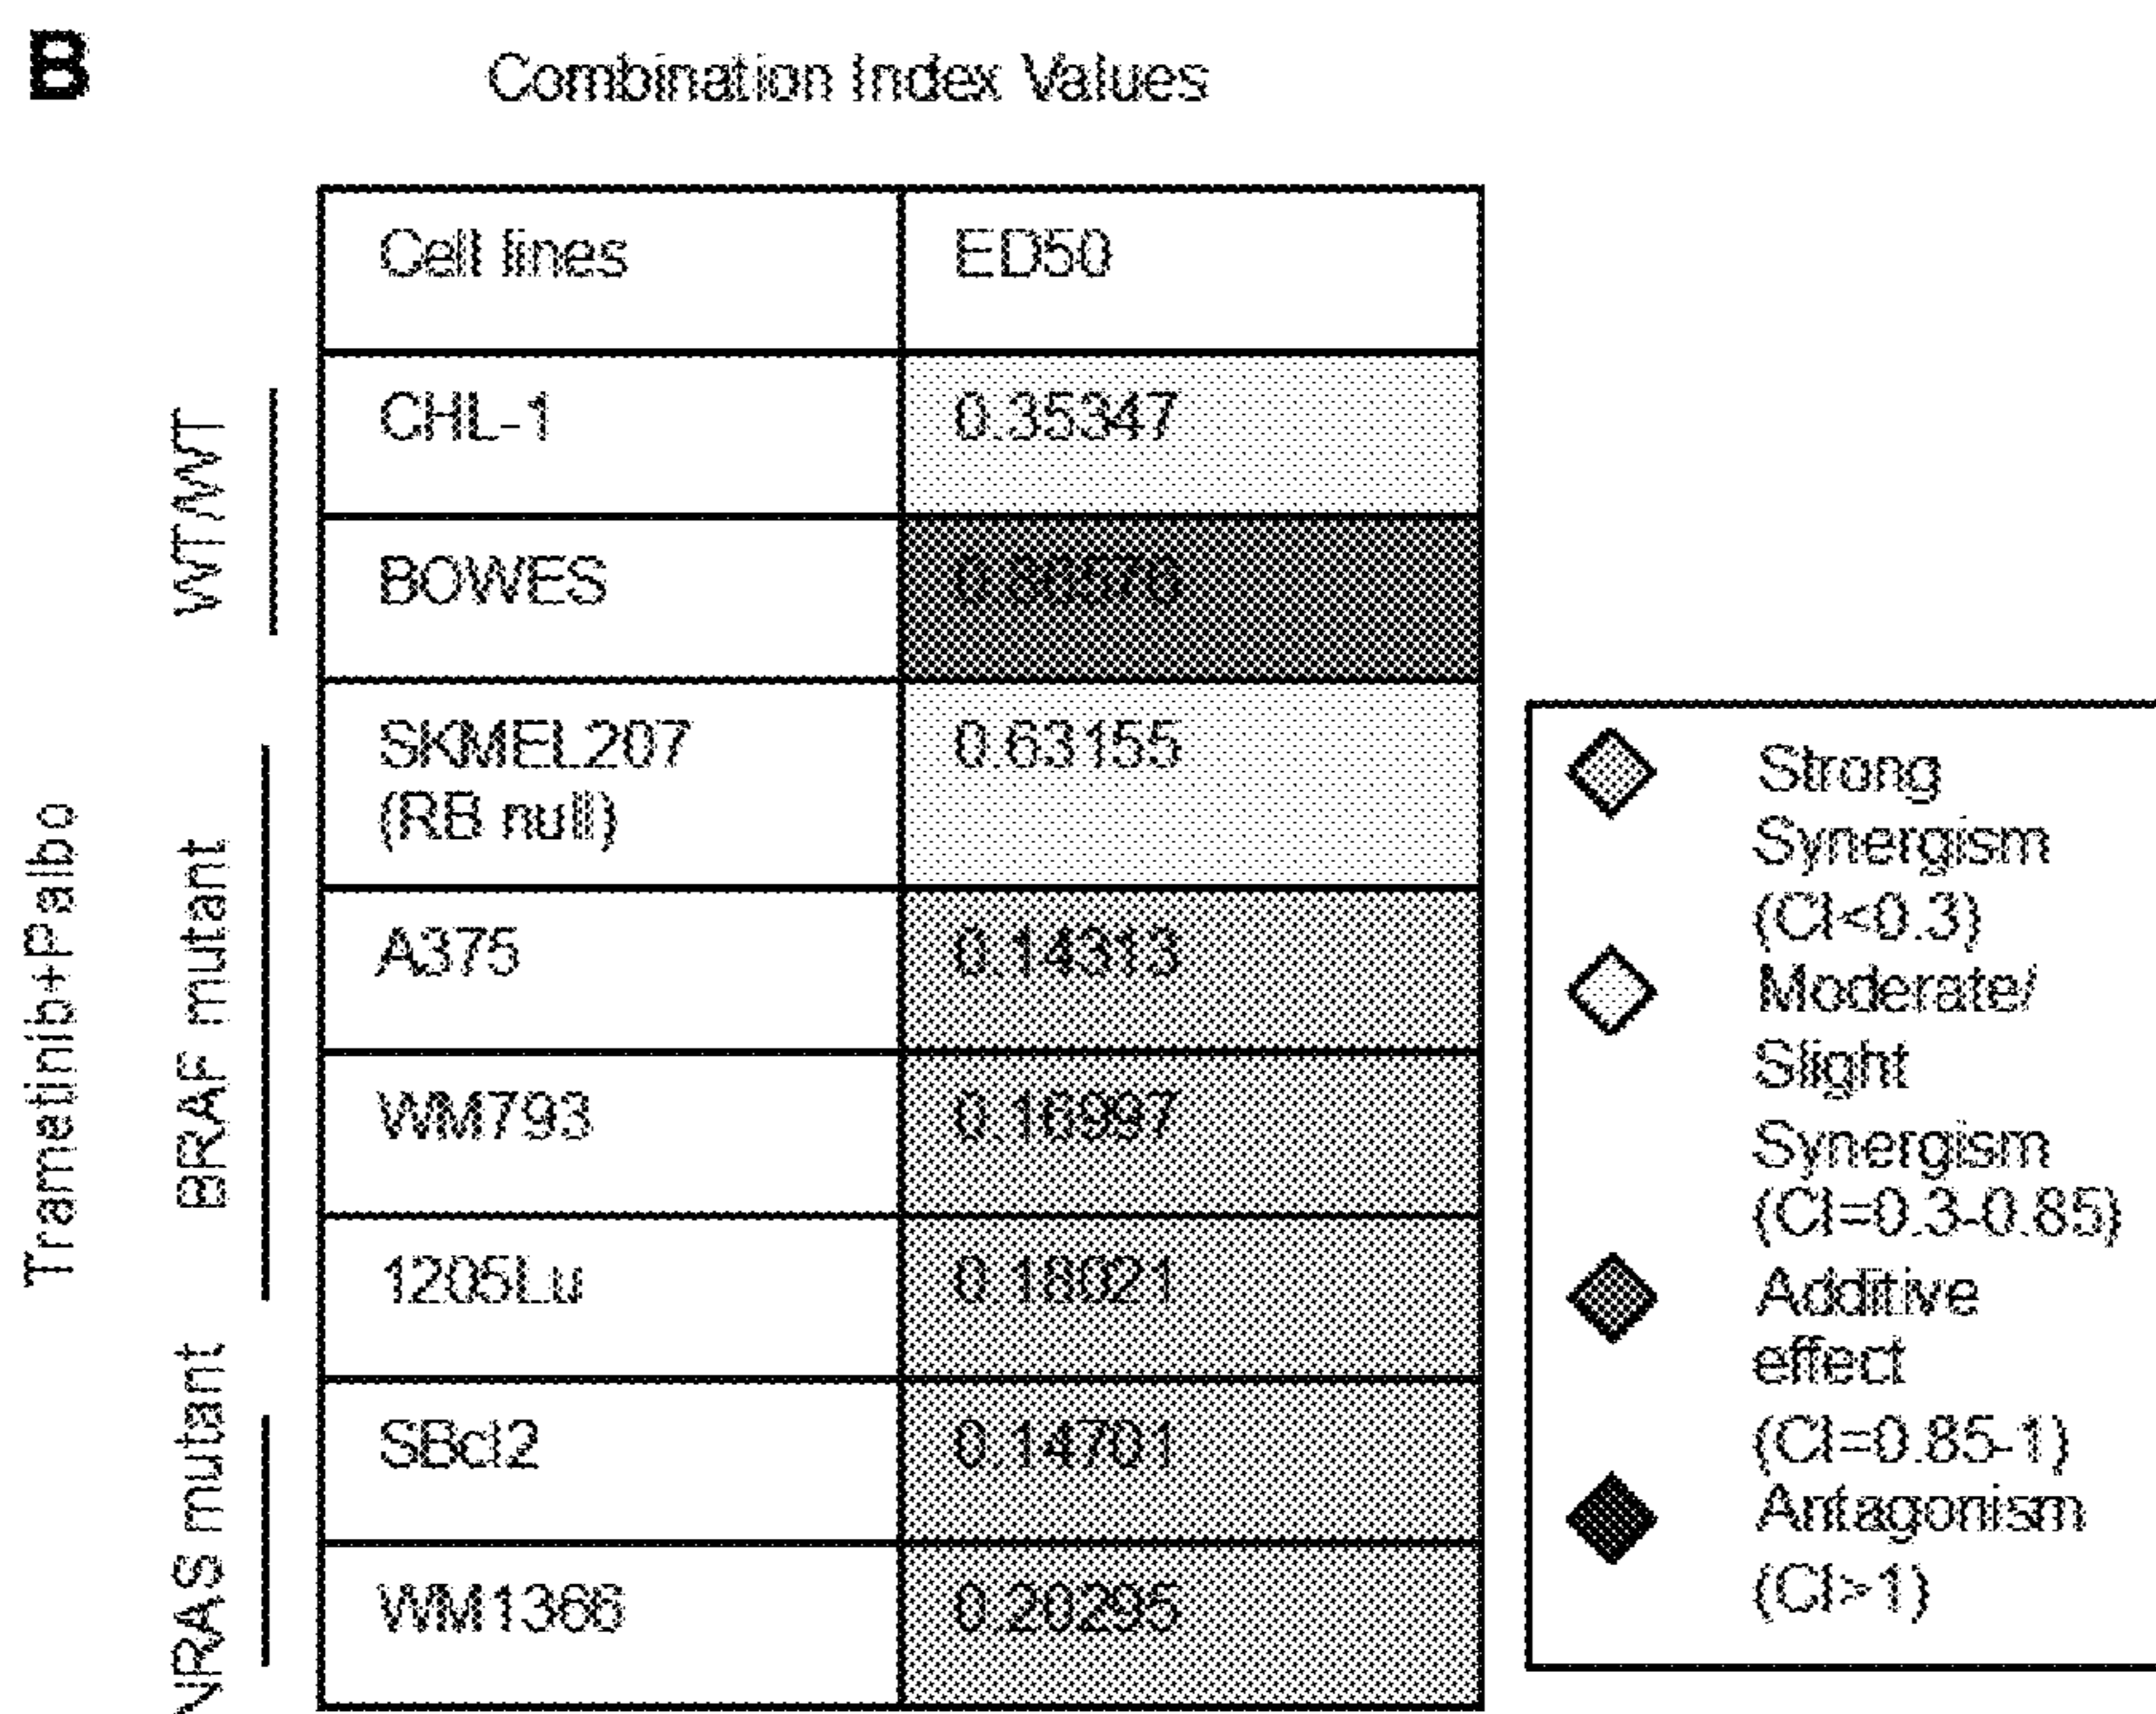 B
Combination Index Values
Cell lines ED50
CHL-1 0.35347
BOWES
SKMEL207 0.63155
(RB null)
A375 0.14313
WM793 0.16997
1205Lu 0.18021
SBcl2 0.14701
WM1366 0.20295
WT/WT
BRAF mutant
NRAS mutant
Trametinib+Palbo
Strong
Synergism
(CI<0.3)
Moderate/
Slight
Synergism
(CI=0.3-0.85)
Additive
effect
(CI=0.85-1)
Antagonism
(CI>1)